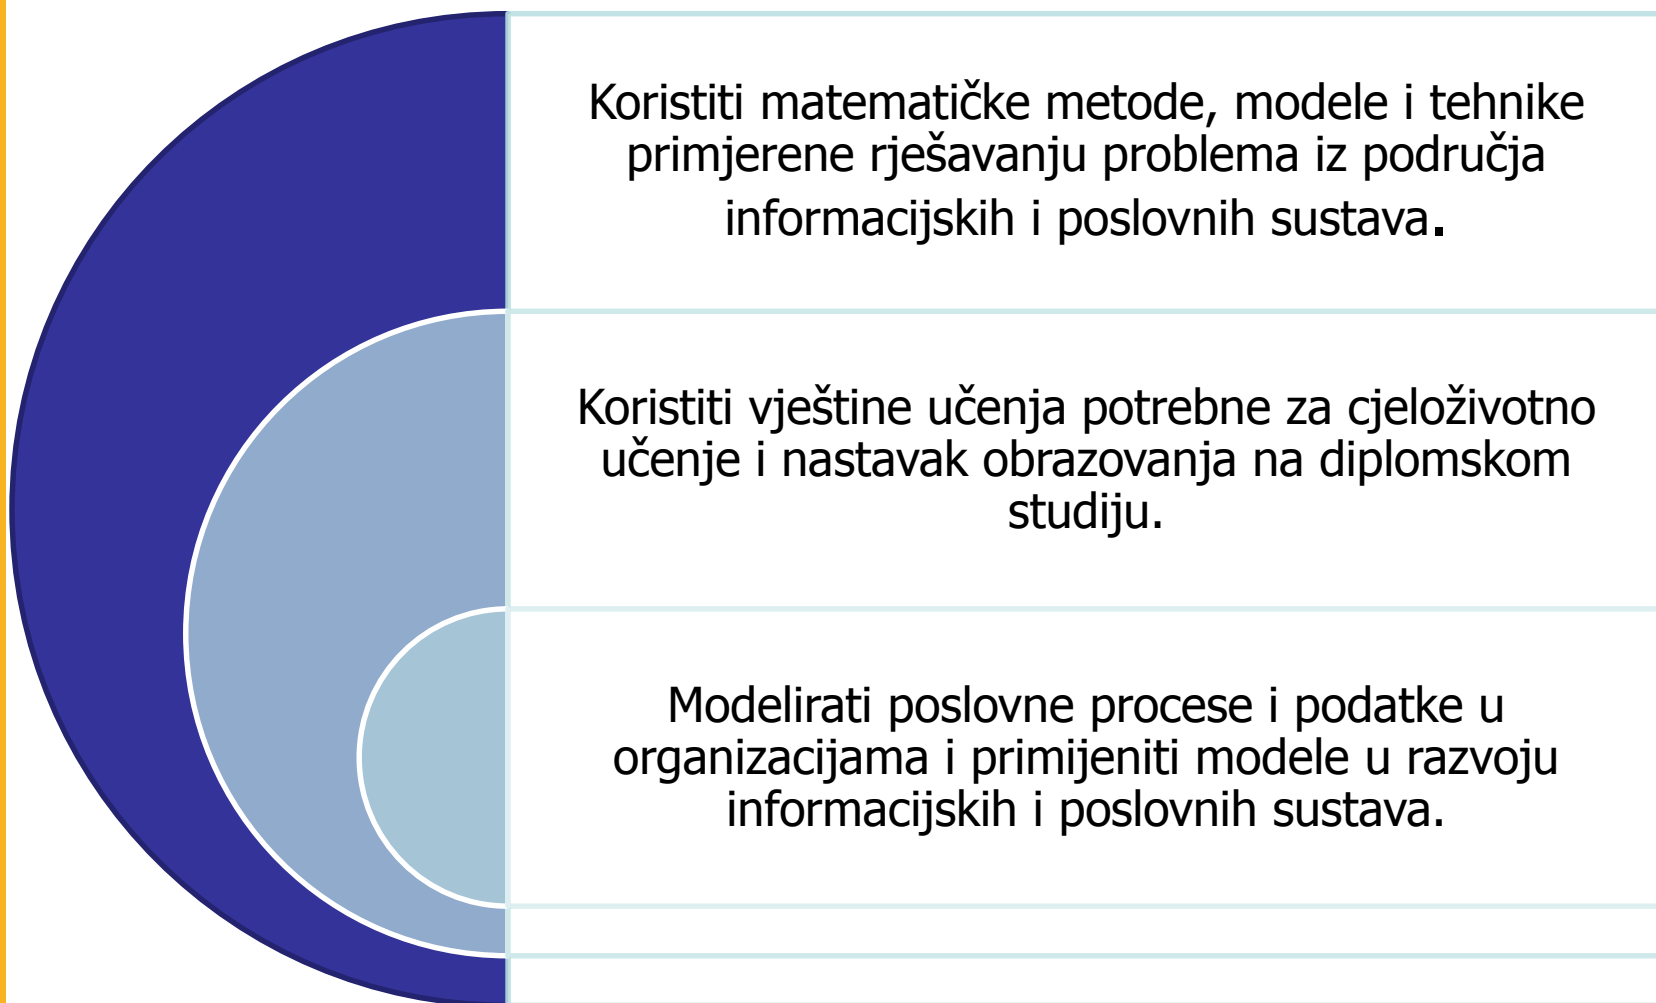 Koristiti matematičke metode, modele i tehnike
primjerene rješavanju problema iz područja
informacijskih i poslovnih sustava.
Koristiti vještine učenja potrebne za cjeloživotno
učenje i nastavak obrazovanja na diplomskom
studiju.
Modelirati poslovne procese i podatke u
organizacijama i primijeniti modele u razvoju
informacijskih i poslovnih sustava.